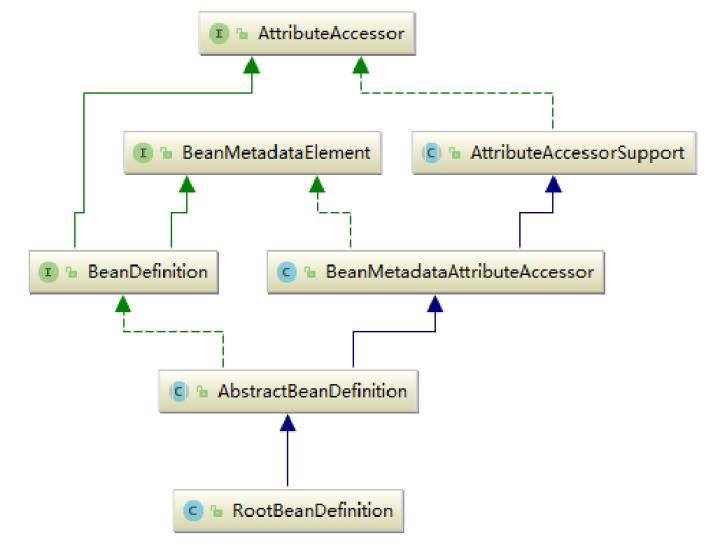 I AttributeAccessor
I BeanMetadataElement
C AttributeAccessorSupport
I BeanDefinition
C BeanMetadataAttributeAccessor
C AbstractBeanDefinition
C RootBeanDefinition